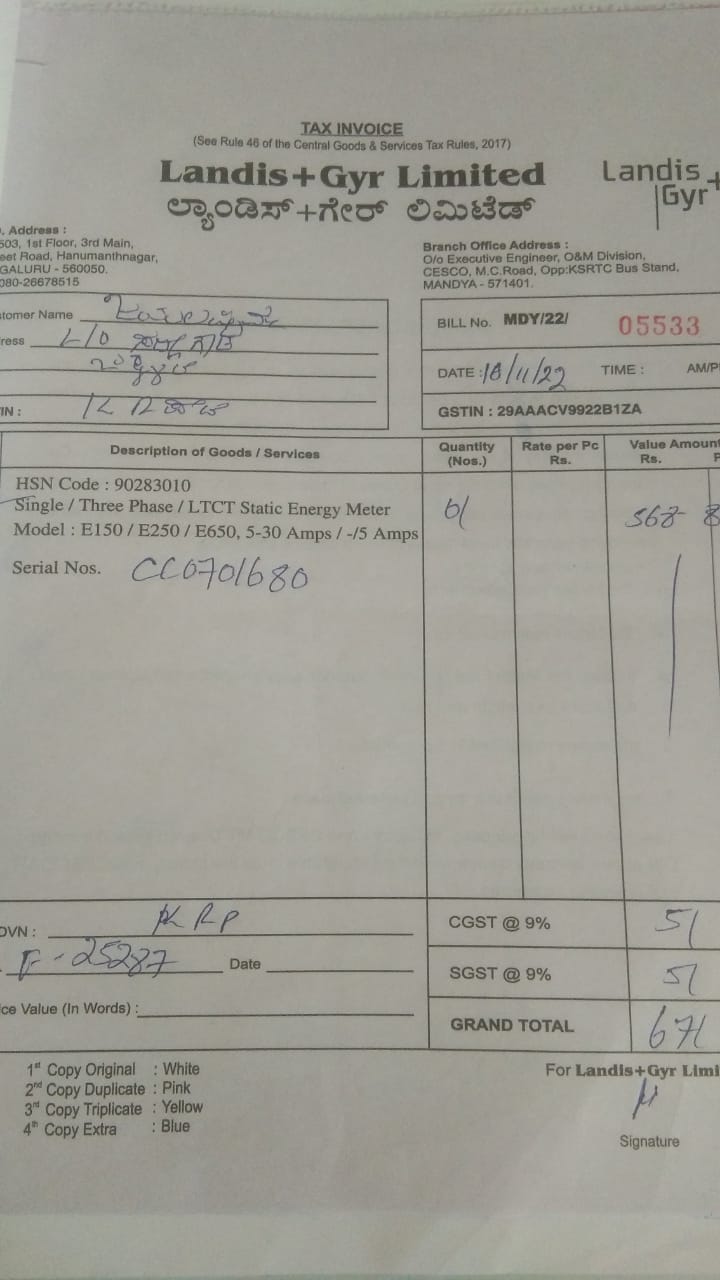 TAX INVOICE
(See Rule 46 of the Central Goods & Services Tax Rules, 2017)
Landis+Gyr Limited
ಲ್ಯಾಂಡಿಸ್+ಗೇರ್ ಲಿಮಿಟೆಡ್
Landis+
Gyr
. Address :
503, 1st Floor, 3rd Main,
eet Road, Hanumanthnagar,
GALURU - 560050.
080-26678515
Branch Office Address :
O/o Executive Engineer, O&M Division,
CESCO, M.C.Road, Opp:KSRTC Bus Stand,
MANDYA - 571401.
tomer Name
ress
IN :
BILL No. MDY/22/ 05533
DATE : 18/11/22 TIME : AM/P
GSTIN : 29AAACV9922B1ZA
Description of Goods / Services
Quantity (Nos.)
Rate per Pc Rs.
Value Amount Rs. P
HSN Code : 90283010
Single / Three Phase / LTCT Static Energy Meter
Model : E150 / E250 / E650, 5-30 Amps / -/5 Amps
01 568 8
Serial Nos. CC0701680
DVN : KRP
F-25287 Date
ce Value (In Words) :
CGST @ 9% 51
SGST @ 9% 51
GRAND TOTAL 671
1st Copy Original : White
2nd Copy Duplicate : Pink
3rd Copy Triplicate : Yellow
4th Copy Extra : Blue
For Landis+Gyr Limi
Signature